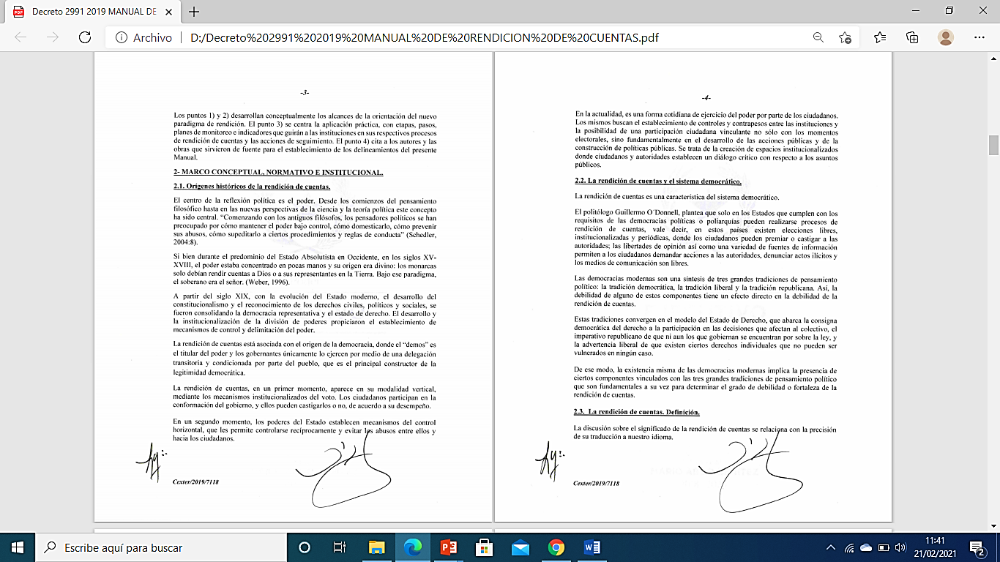 Decreto 2991 2019 MANUAL DE
Archivo
D:/Decreto%202991%202019%20MANUAL%20DE%20RENDICION%20DE%20CUENTAS.pdf
-3-
Los puntos 1) y 2) desarrollan conceptualmente los alcances de la orientación del nuevo
paradigma de rendición. El punto 3) se centra la aplicación práctica, con etapas, pasos,
planes de monitoreo e indicadores que guirán a las instituciones en sus respectivos procesos
de rendición de cuentas y las acciones de seguimiento. El punto 4) cita a los autores y las
obras que sirvieron de fuente para el establecimiento de los delineamientos del presente
Manual.
2- MARCO CONCEPTUAL, NORMATIVO E INSTITUCIONAL.
2.1. Orígenes históricos de la rendición de cuentas.
El centro de la reflexión política es el poder. Desde los comienzos del pensamiento
filosófico hasta en las nuevas perspectivas de la ciencia y la teoría política este concepto
ha sido central. “Comenzando con los antiguos filósofos, los pensadores políticos se han
preocupado por cómo mantener el poder bajo control, cómo domesticarlo, cómo prevenir
sus abusos, cómo supeditarlo a ciertos procedimientos y reglas de conducta” (Schedler,
2004:8).
Si bien durante el predominio del Estado Absolutista en Occidente, en los siglos XV-
XVIII, el poder estaba concentrado en pocas manos y su origen era divino: los monarcas
solo debían rendir cuentas a Dios o a sus representantes en la Tierra. Bajo ese paradigma,
el soberano era el señor. (Weber, 1996).
A partir del siglo XIX, con la evolución del Estado moderno, el desarrollo del
constitucionalismo y el reconocimiento de los derechos civiles, políticos y sociales, se
fueron consolidando la democracia representativa y el estado de derecho. El desarrollo y
la institucionalización de la división de poderes propiciaron el establecimiento de
mecanismos de control y delimitación del poder.
La rendición de cuentas está asociada con el origen de la democracia, donde el “demos” es
el titular del poder y los gobernantes únicamente lo ejercen por medio de una delegación
transitoria y condicionada por parte del pueblo, que es el principal constructor de la
legitimidad democrática.
La rendición de cuentas, en un primer momento, aparece en su modalidad vertical,
mediante los mecanismos institucionalizados del voto. Los ciudadanos participan en la
conformación del gobierno, y ellos pueden castigarlos o no, de acuerdo a su desempeño.
En un segundo momento, los poderes del Estado establecen mecanismos del control
horizontal, que les permite controlarse recíprocamente y evitar los abusos entre ellos y
hacia los ciudadanos.
Cexter/2019/7118
-4-
En la actualidad, es una forma cotidiana de ejercicio del poder por parte de los ciudadanos.
Los mismos buscan el establecimiento de controles y contrapesos entre las instituciones y
la posibilidad de una participación ciudadana vinculante no sólo con los momentos
electorales, sino fundamentalmente en el desarrollo de las acciones públicas y de la
construcción de políticas públicas. Se trata de la creación de espacios institucionalizados
donde ciudadanos y autoridades establecen un diálogo crítico con respecto a los asuntos
públicos.
2.2. La rendición de cuentas y el sistema democrático.
La rendición de cuentas es una característica del sistema democrático.
El politólogo Guillermo O´Donnell, plantea que solo en los Estados que cumplen con los
requisitos de las democracias políticas o poliarquías pueden realizarse procesos de
rendición de cuentas, vale decir, en estos países existen elecciones libres,
institucionalizadas y periódicas, donde los ciudadanos pueden premiar o castigar a las
autoridades; las libertades de opinión así como una variedad de fuentes de información
permiten a los ciudadanos demandar acciones a las autoridades, denunciar actos ilícitos y
los medios de comunicación son libres.
Las democracias modernas son una síntesis de tres grandes tradiciones de pensamiento
político: la tradición democrática, la tradición liberal y la tradición republicana. Así, la
debilidad de alguno de estos componentes tiene un efecto directo en la debilidad de la
rendición de cuentas.
Estas tradiciones convergen en el modelo del Estado de Derecho, que abarca la consigna
democrática del derecho a la participación en las decisiones que afectan al colectivo, el
imperativo republicano de que ni aun los que gobiernan se encuentran por sobre la ley, y
la advertencia liberal de que existen ciertos derechos individuales que no pueden ser
vulnerados en ningún caso.
De ese modo, la existencia misma de las democracias modernas implica la presencia de
ciertos componentes vinculados con las tres grandes tradiciones de pensamiento político
que son fundamentales a su vez para determinar el grado de debilidad o fortaleza de la
rendición de cuentas.
2.3. La rendición de cuentas. Definición.
La discusión sobre el significado de la rendición de cuentas se relaciona con la precisión
de su traducción a nuestro idioma.
Cexter/2019/7118
Escribe aquí para buscar
11:41
21/02/2021
2